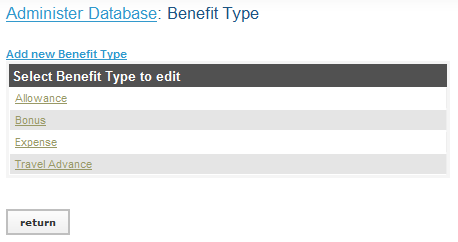 Administer Database: Benefit Type
Add new Benefit Type
Select Benefit Type to edit
Allowance
Bonus
Expense
Travel Advance
return